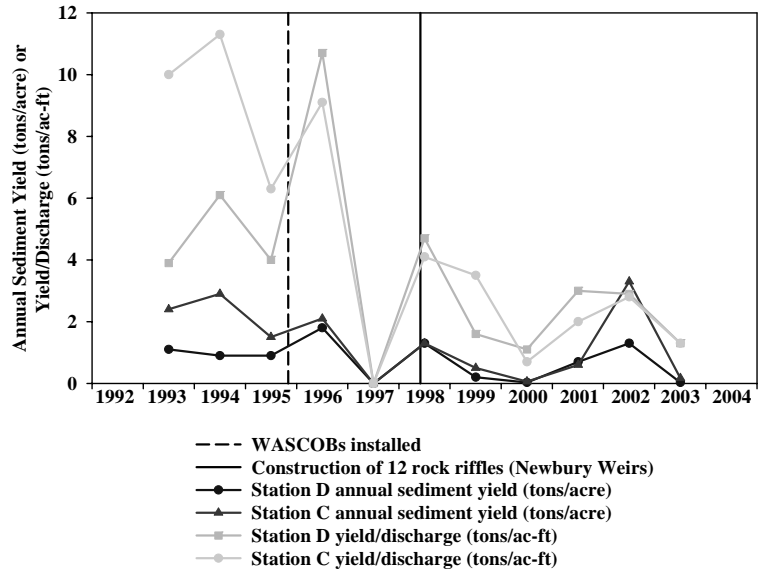 Annual Sediment Yield (tons/acre) or
Yield/Discharge (tons/ac-ft)
12
10
8
6
4
2
0
1992 1993 1994 1995 1996 1997 1998 1999 2000 2001 2002 2003 2004
WASCOBs installed
Construction of 12 rock riffles (Newbury Weirs)
Station D annual sediment yield (tons/acre)
Station C annual sediment yield (tons/acre)
Station D yield/discharge (tons/ac-ft)
Station C yield/discharge (tons/ac-ft)